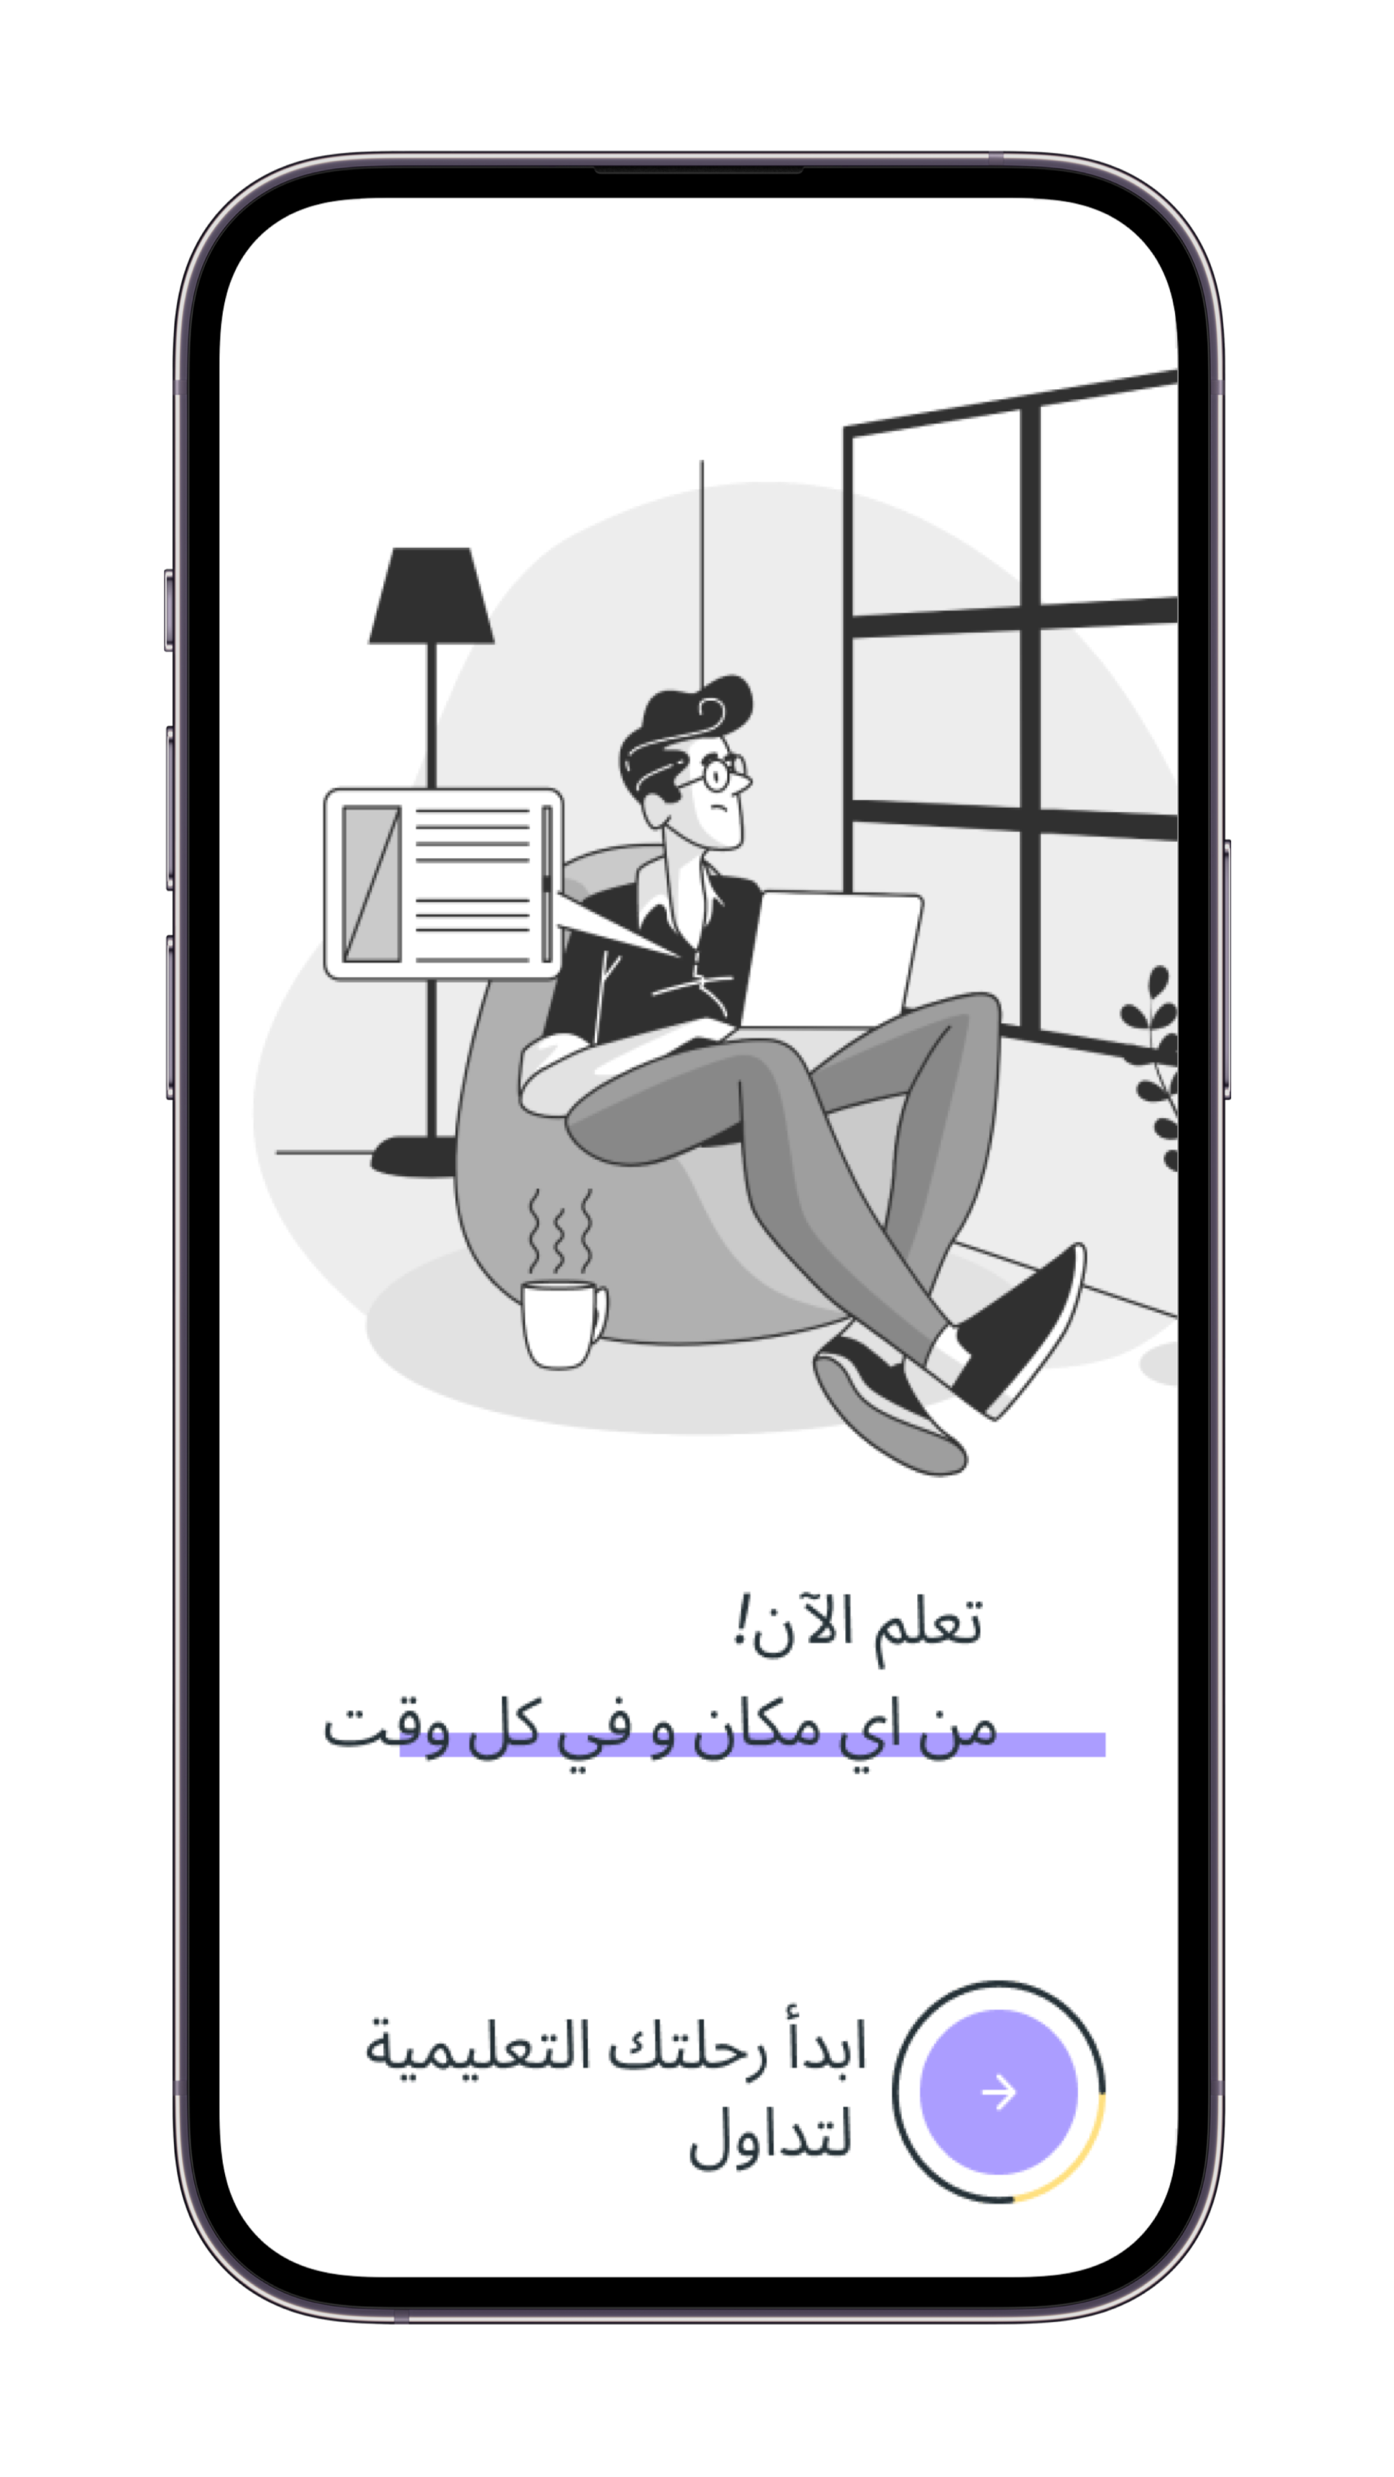 تعلم الآن!
من اي مكان و في كل وقت
ابدأ رحلتك التعليمية
لتداول